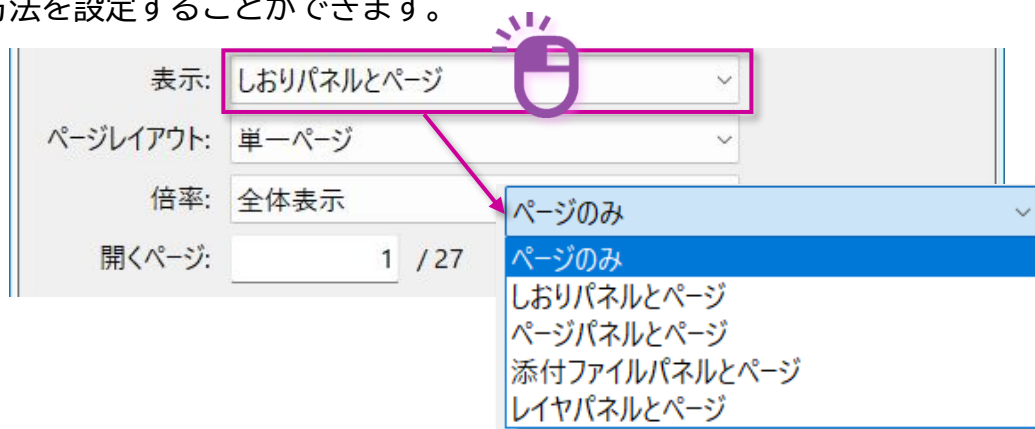 方法を設定することができます。
表示: しおりパネルとページ
ページレイアウト: 単一ページ
倍率: 全体表示
ページのみ
開くページ: 1 / 27
ページのみ
しおりパネルとページ
ページパネルとページ
添付ファイルパネルとページ
レイヤパネルとページ